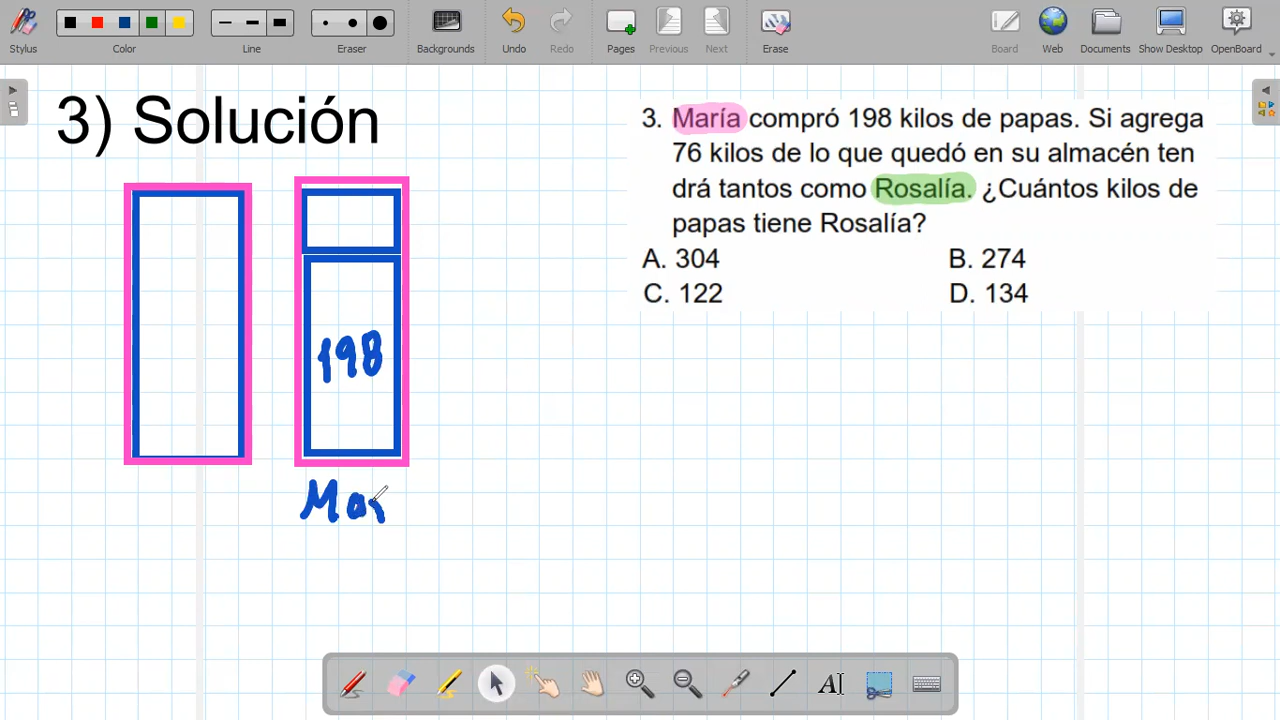 Stylus
Color
Line
Eraser
Backgrounds
Undo
Redo
Pages
Previous
Next
Erase
Board
Web
Documents
Show Desktop
OpenBoard
3) Solución
198
Mar
3. María compró 198 kilos de papas. Si agrega
76 kilos de lo que quedó en su almacén ten
drá tantos como Rosalía. ¿Cuántos kilos de
papas tiene Rosalía?
A. 304 B. 274
C. 122 D. 134
AI